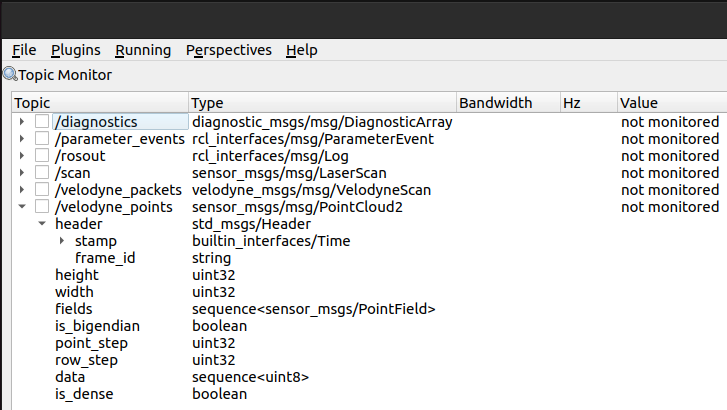 File Plugins Running Perspectives Help
Topic Monitor
Topic Type Bandwidth Hz Value
/diagnostics diagnostic_msgs/msg/DiagnosticArray not monitored
/parameter_events rcl_interfaces/msg/ParameterEvent not monitored
/rosout rcl_interfaces/msg/Log not monitored
/scan sensor_msgs/msg/LaserScan not monitored
/velodyne_packets velodyne_msgs/msg/VelodyneScan not monitored
/velodyne_points sensor_msgs/msg/PointCloud2 not monitored
header std_msgs/Header
stamp builtin_interfaces/Time
frame_id string
height uint32
width uint32
fields sequence<sensor_msgs/PointField>
is_bigendian boolean
point_step uint32
row_step uint32
data sequence<uint8>
is_dense boolean